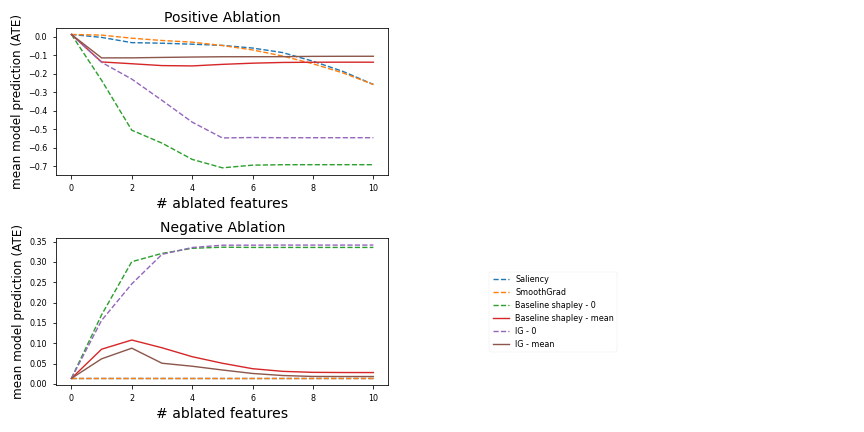 Positive Ablation
mean model prediction (ATE)
0.0
−0.1
−0.2
−0.3
−0.4
−0.5
−0.6
−0.7
0 2 4 6 8 10
# ablated features
Negative Ablation
mean model prediction (ATE)
0.35
0.30
0.25
0.20
0.15
0.10
0.05
0.00
0 2 4 6 8 10
# ablated features
Saliency
SmoothGrad
Baseline shapley - 0
Baseline shapley - mean
IG - 0
IG - mean